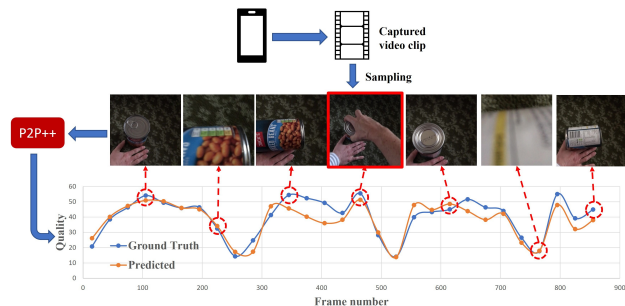 Captured
video clip
Sampling
P2P++
Quality
60
50
40
30
20
10
0
Ground Truth
Predicted
0 100 200 300 400 500 600 700 800 900
Frame number